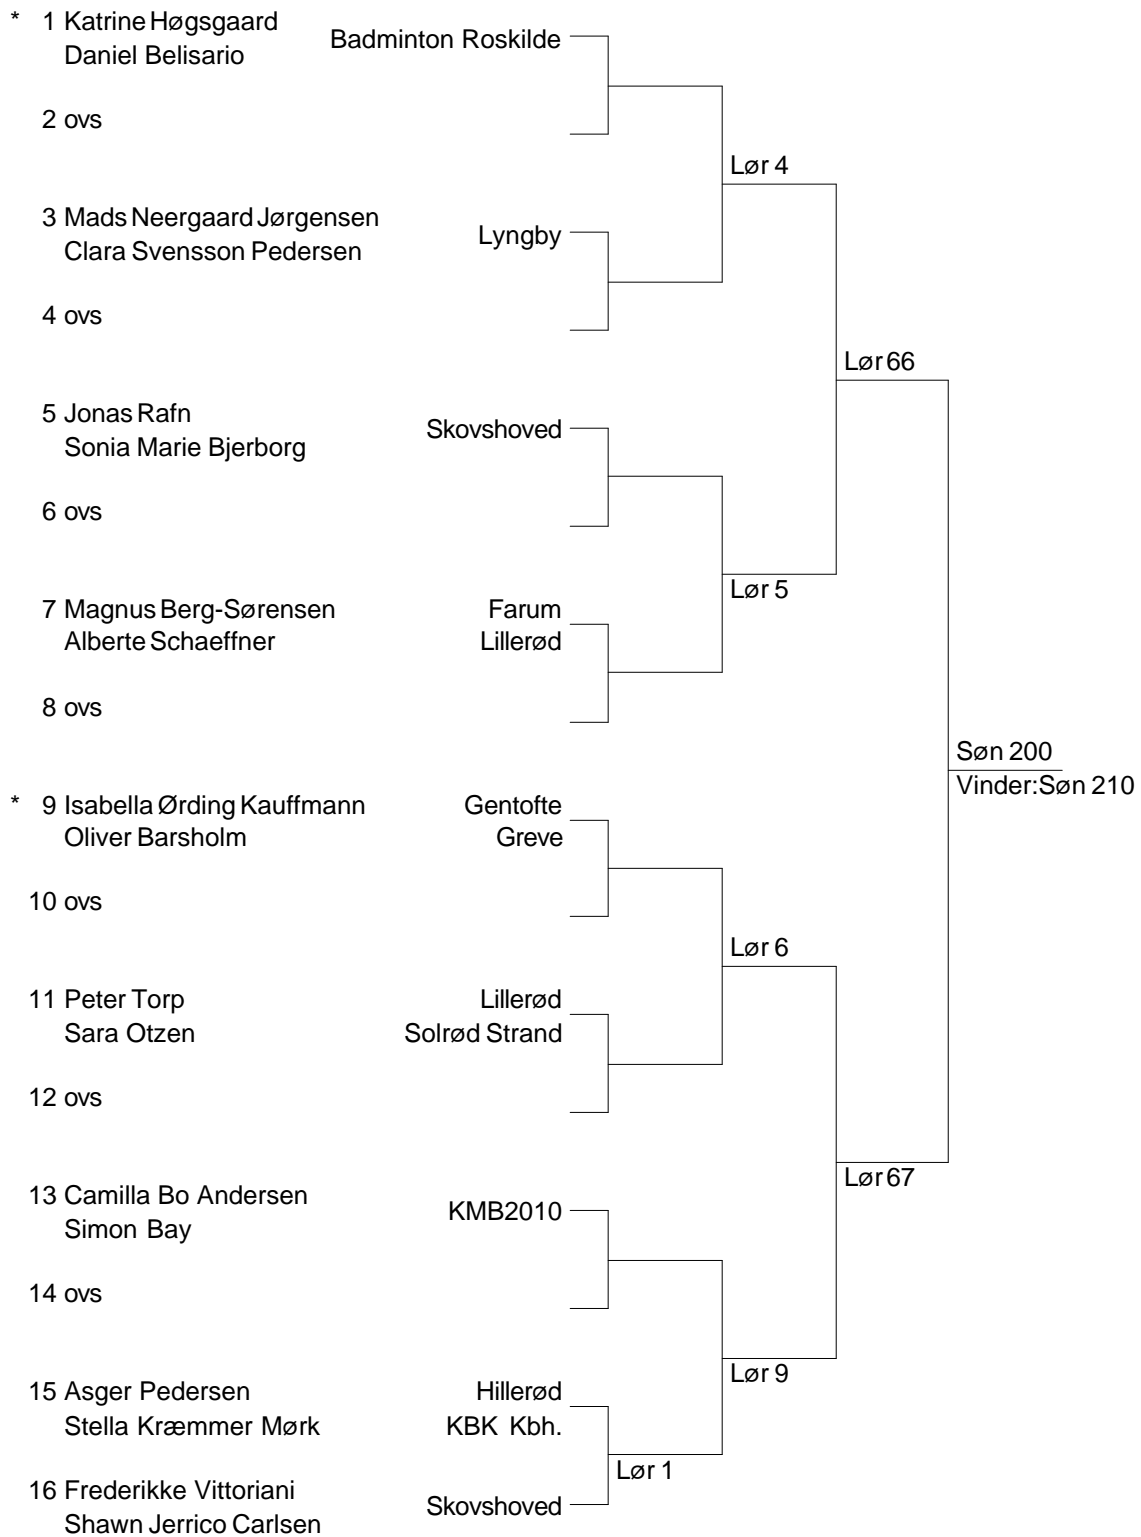 * 1 Katrine Høgsgaard Badminton Roskilde
Daniel Belisario
2 ovs
Lør 4
3 Mads Neergaard Jørgensen Lyngby
Clara Svensson Pedersen
4 ovs
Lør 66
5 Jonas Rafn Skovshoved
Sonia Marie Bjerborg
6 ovs
Lør 5
7 Magnus Berg-Sørensen Farum
Alberte Schaeffner Lillerød
8 ovs
Søn 200
Vinder:Søn 210
* 9 Isabella Ørding Kauffmann Gentofte
Oliver Barsholm Greve
10 ovs
Lør 6
11 Peter Torp Lillerød
Sara Otzen Solrød Strand
12 ovs
Lør 67
13 Camilla Bo Andersen KMB2010
Simon Bay
14 ovs
Lør 9
15 Asger Pedersen Hillerød
Stella Kræmmer Mørk KBK Kbh.
Lør 1
16 Frederikke Vittoriani Skovshoved
Shawn Jerrico Carlsen